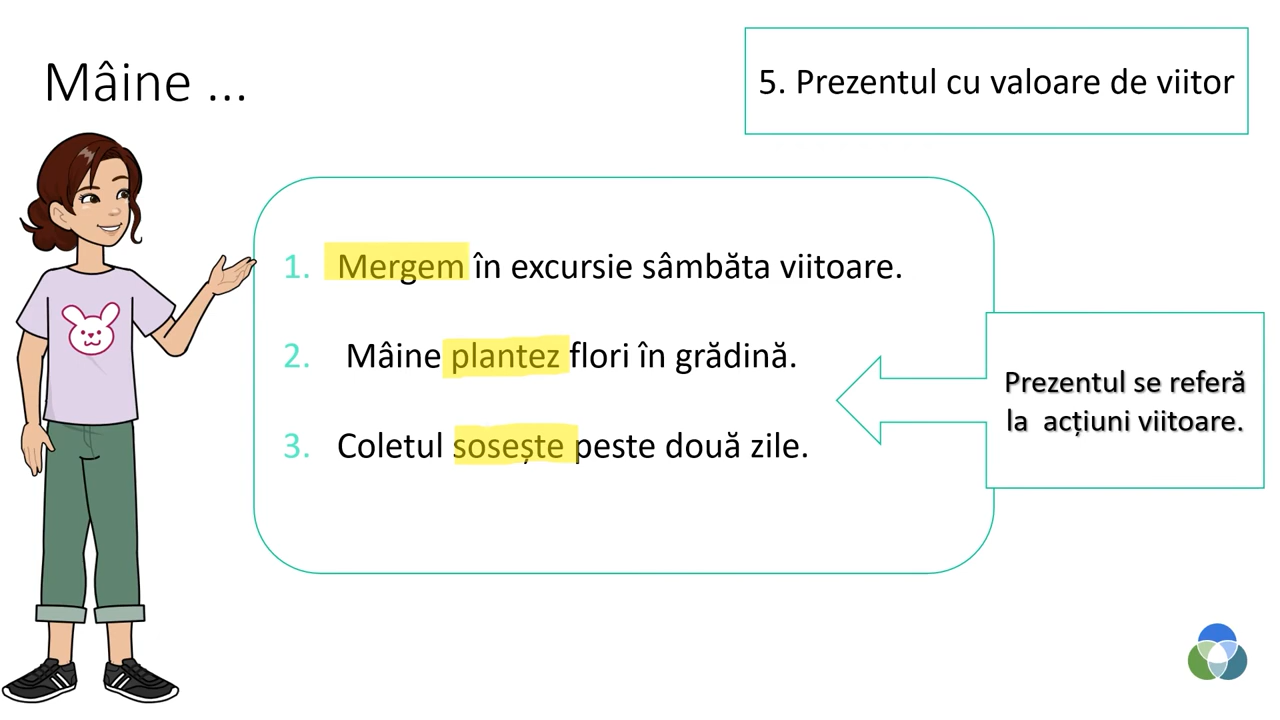 Mâine ...
5. Prezentul cu valoare de viitor
1. Mergem în excursie sâmbăta viitoare.
2. Mâine plantez flori în grădină.
3. Coletul sosește peste două zile.
Prezentul se referă
la acțiuni viitoare.